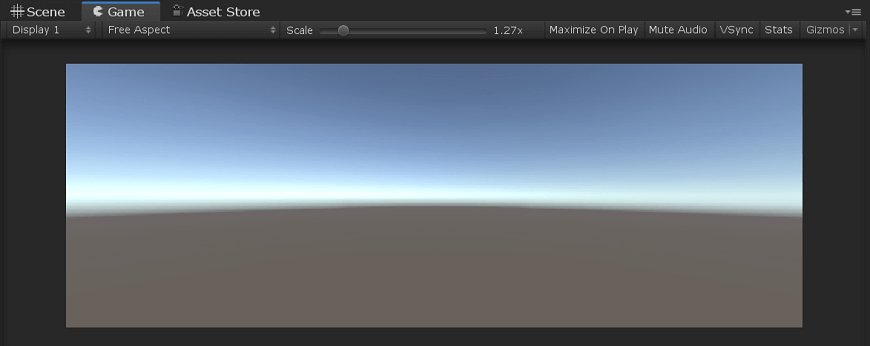 Scene Game Asset Store
Display 1 Free Aspect Scale 1.27x Maximize On Play Mute Audio VSync Stats Gizmos